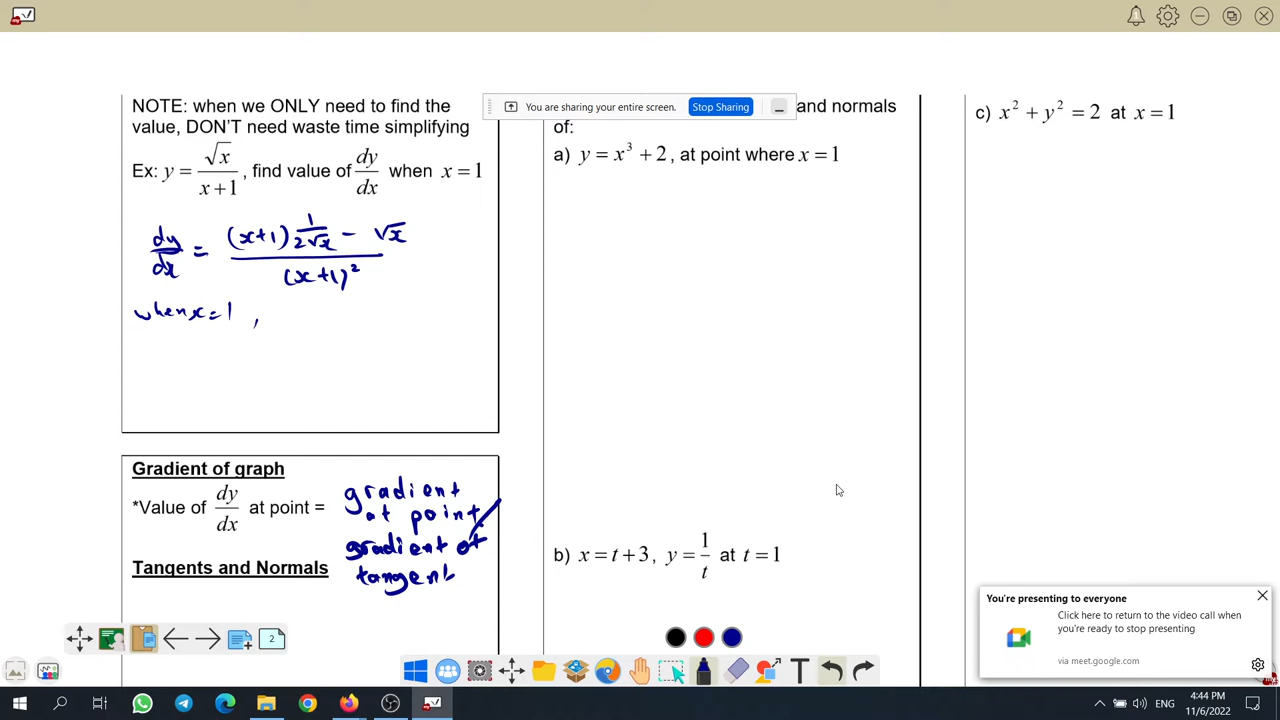 NOTE: when we ONLY need to find the
value, DON'T need waste time simplifying
Ex: y = √x / (x+1), find value of dy/dx when x = 1
dy/dx = ((x+1) 1/(2√x) − √x) / (x+1)²
when x = 1 ,
Gradient of graph
*Value of dy/dx at point =
gradient
at point
gradient of
tangent
Tangents and Normals
You are sharing your entire screen.
Stop Sharing
and normals
of:
a) y = x³ + 2, at point where x = 1
b) x = t + 3, y = 1/t at t = 1
c) x² + y² = 2 at x = 1
You're presenting to everyone
Click here to return to the video call when
you're ready to stop presenting
via meet.google.com
2
ENG
4:44 PM
11/6/2022